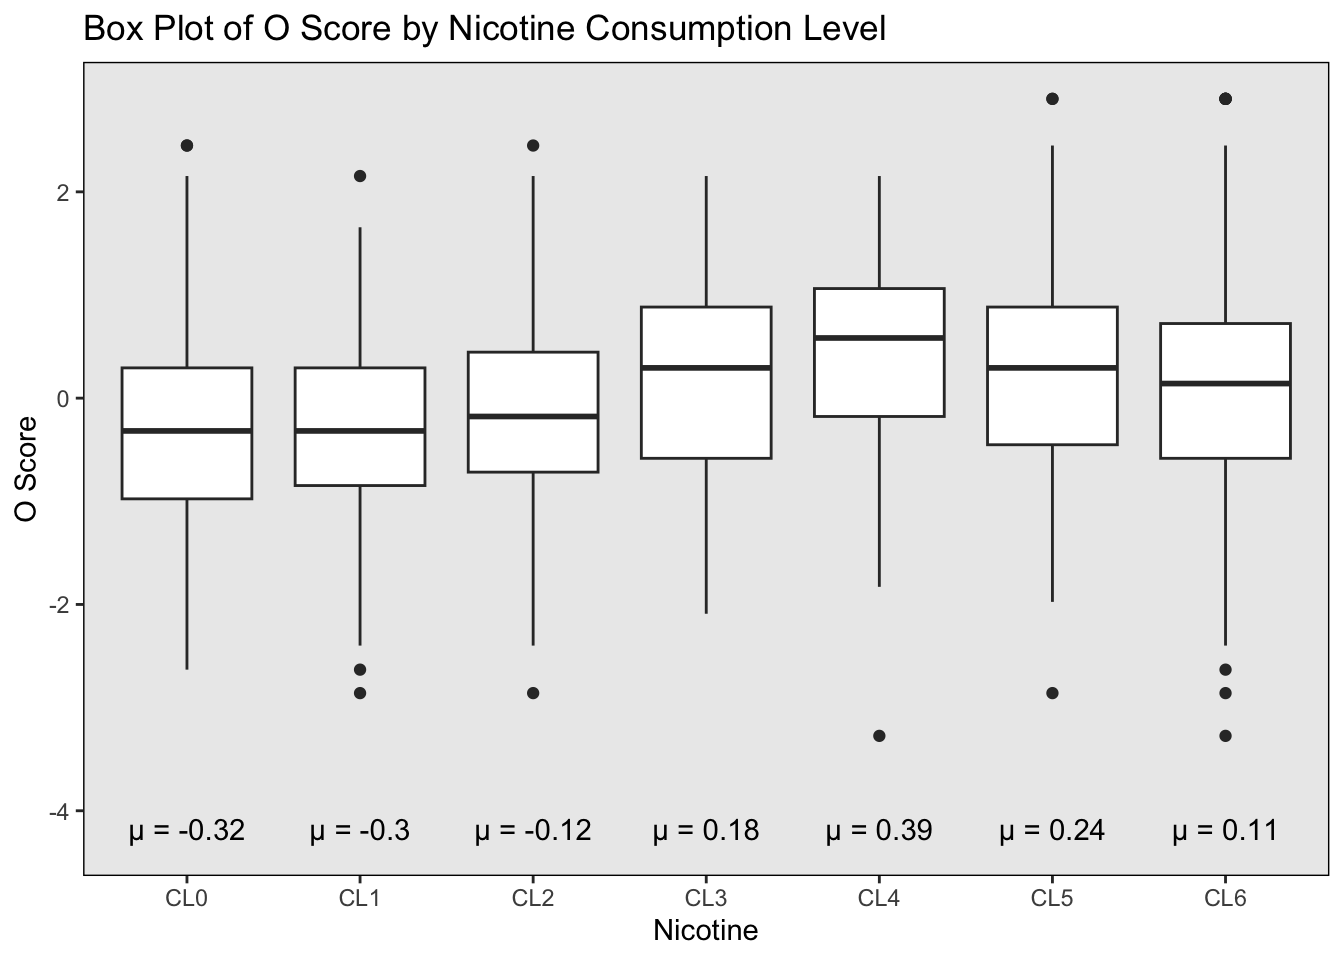 Box Plot of O Score by Nicotine Consumption Level
O Score
2
0
-2
-4
μ = -0.32 μ = -0.3 μ = -0.12 μ = 0.18 μ = 0.39 μ = 0.24 μ = 0.11
CL0 CL1 CL2 CL3 CL4 CL5 CL6
Nicotine